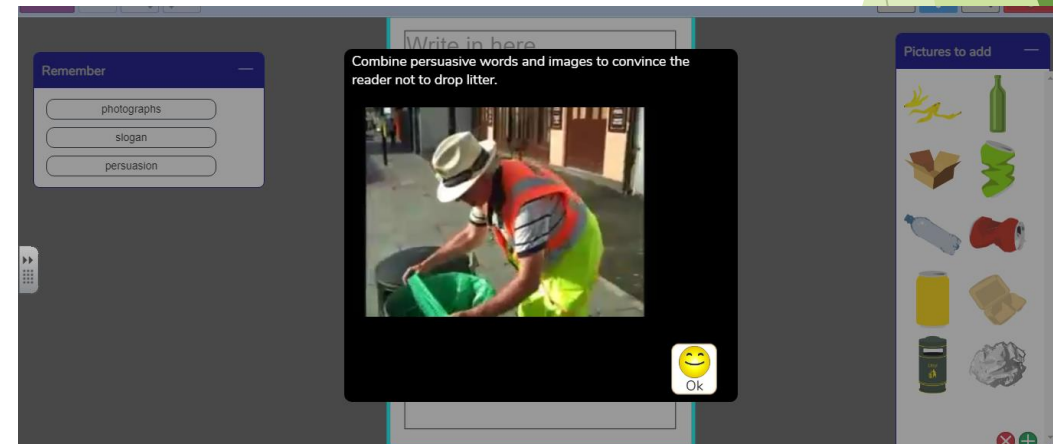 Write in here
Combine persuasive words and images to convince the
reader not to drop litter.
Remember
photographs
slogan
persuasion
Pictures to add
Ok